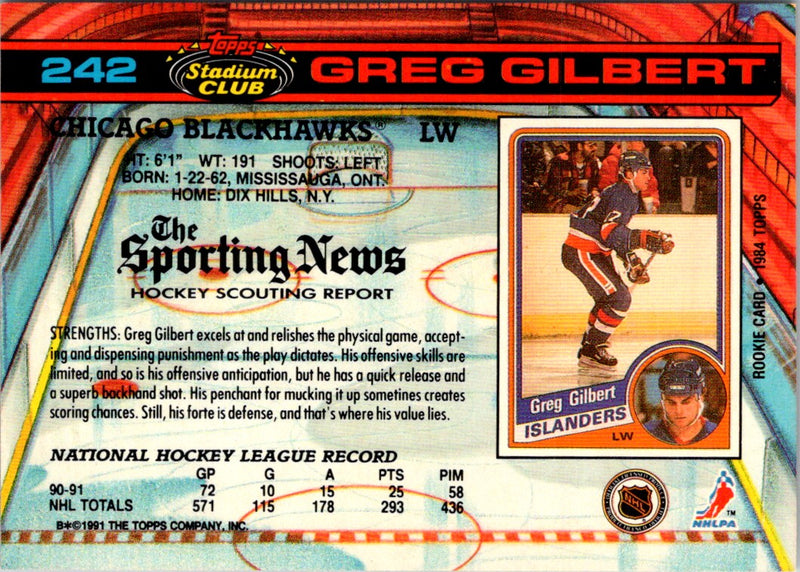 242
Topps
Stadium
CLUB
GREG GILBERT
CHICAGO BLACKHAWKS® LW
HT: 6'1" WT: 191 SHOOTS: LEFT
BORN: 1-22-62, MISSISSAUGA, ONT.
HOME: DIX HILLS, N.Y.
The
Sporting News
HOCKEY SCOUTING REPORT
STRENGTHS: Greg Gilbert excels at and relishes the physical game, accept-
ing and dispensing punishment as the play dictates. His offensive skills are
limited, and so is his offensive anticipation, but he has a quick release and
a superb backhand shot. His penchant for mucking it up sometimes creates
scoring chances. Still, his forte is defense, and that's where his value lies.
Greg Gilbert
ISLANDERS
LW
ROOKIE CARD • 1984 TOPPS
NATIONAL HOCKEY LEAGUE RECORD
GP G A PTS PIM
90-91 72 10 15 25 58
NHL TOTALS 571 115 178 293 436
B*©1991 THE TOPPS COMPANY, INC.
NHL
NHLPA
TM